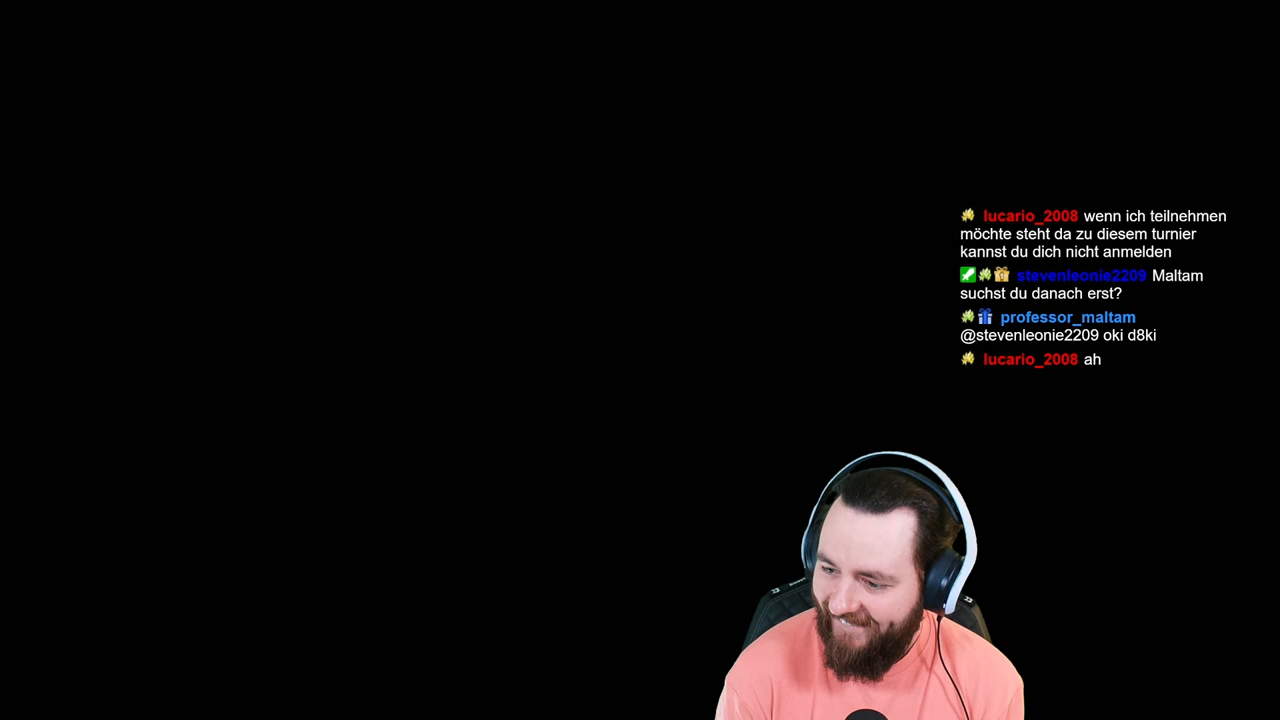 lucario_2008 wenn ich teilnehmen
möchte steht da zu diesem turnier
kannst du dich nicht anmelden
stevenleonie2209 Maltam
suchst du danach erst?
professor_maltam
@stevenleonie2209 oki d8ki
lucario_2008 ah